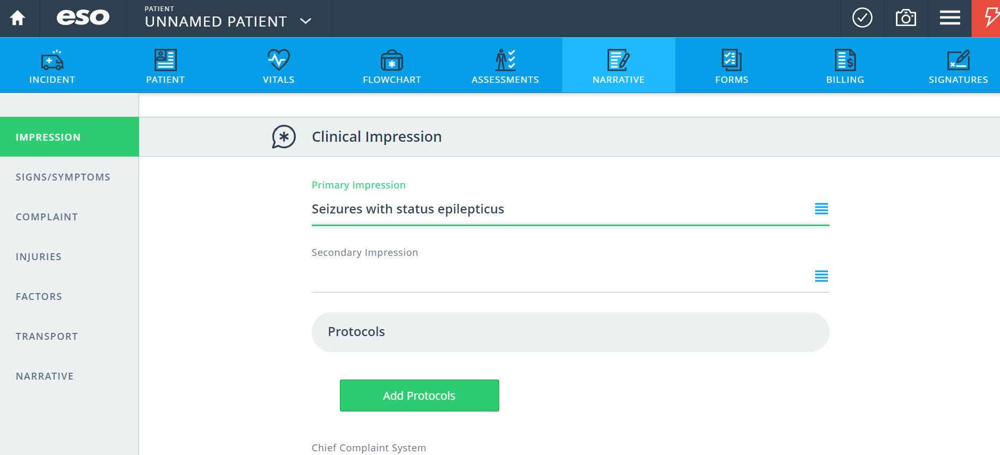 eso
PATIENT
UNNAMED PATIENT
INCIDENT
PATIENT
VITALS
FLOWCHART
ASSESSMENTS
NARRATIVE
FORMS
BILLING
SIGNATURES
IMPRESSION
SIGNS/SYMPTOMS
COMPLAINT
INJURIES
FACTORS
TRANSPORT
NARRATIVE
Clinical Impression
Primary Impression
Seizures with status epilepticus
Secondary Impression
Protocols
Add Protocols
Chief Complaint System